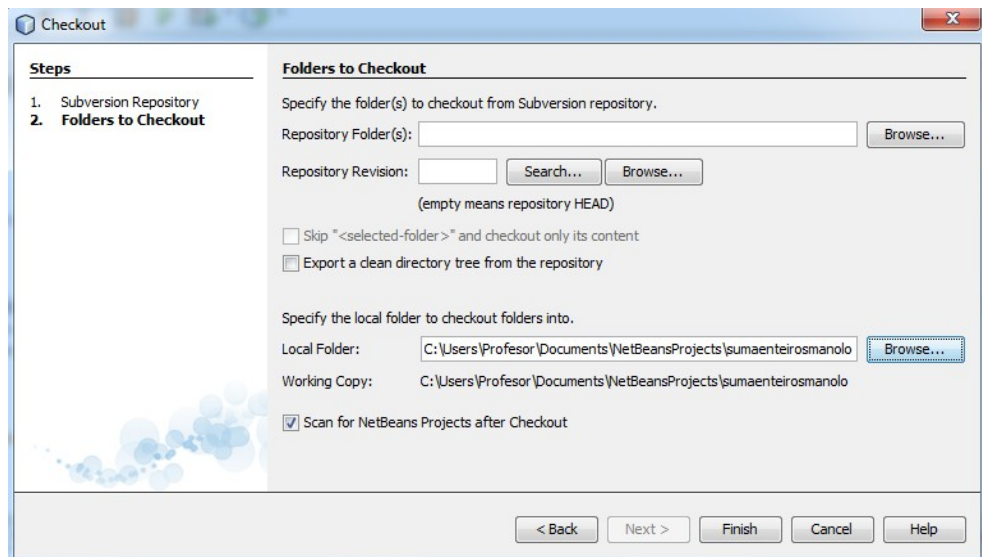 Checkout
Steps
1. Subversion Repository
2. Folders to Checkout
Folders to Checkout
Specify the folder(s) to checkout from Subversion repository.
Repository Folder(s): Browse...
Repository Revision: Search... Browse...
(empty means repository HEAD)
Skip "<selected-folder>" and checkout only its content
Export a clean directory tree from the repository
Specify the local folder to checkout folders into.
Local Folder: C:\Users\Profesor\Documents\NetBeansProjects\sumaenteirosmanolo Browse...
Working Copy: C:\Users\Profesor\Documents\NetBeansProjects\sumaenteirosmanolo
Scan for NetBeans Projects after Checkout
< Back Next > Finish Cancel Help